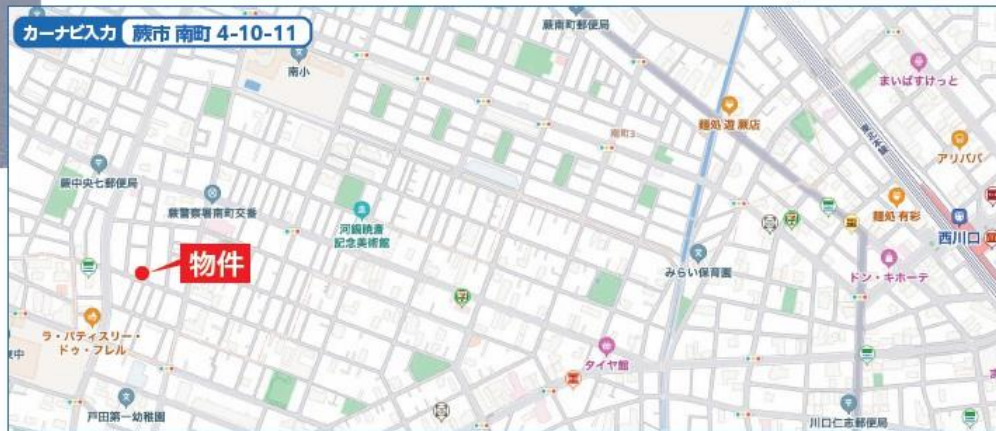 カーナビ入力 蕨市 南町 4-10-11
蕨南町郵便局
南小
まいばすけっと
麺処 遊 蕨店
南町3
東北本線
アリババ
蕨中央七郵便局
蕨警察署南町交番
河鍋暁斎
記念美術館
麺処 有彩
西川口
物件
みらい保育園
ドン・キホーテ
ラ・パティスリー・
ドゥ・フレル
タイヤ館
戸田第一幼稚園
川口仁志郵便局